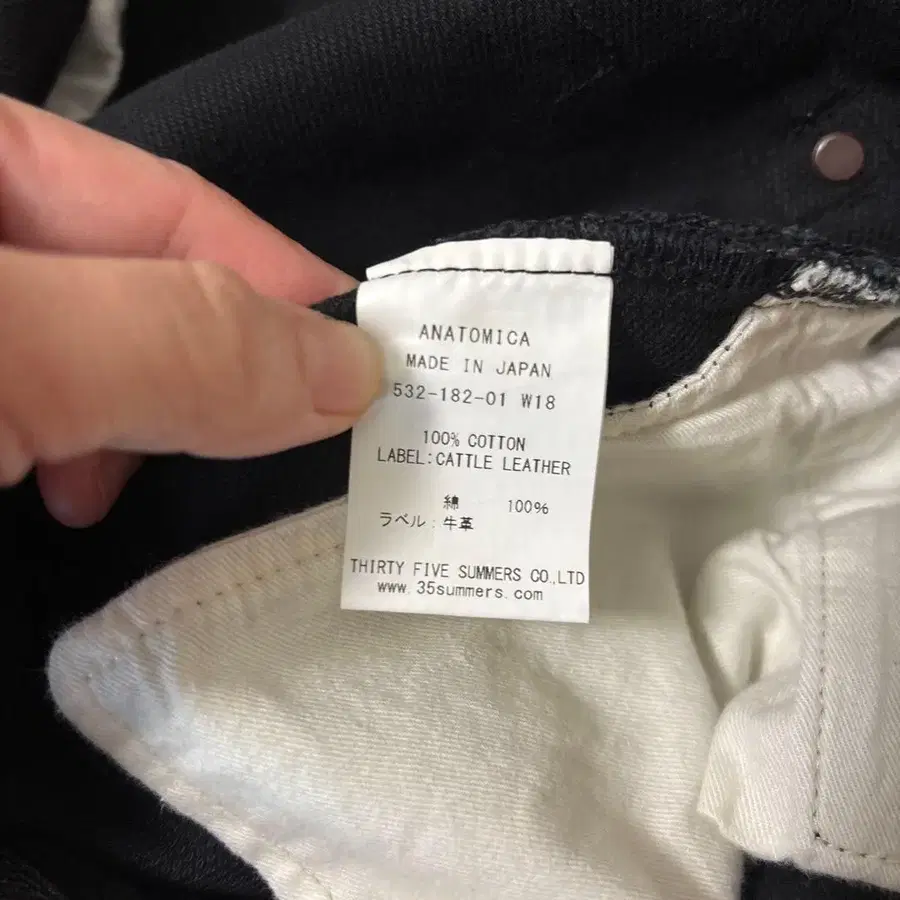 ANATOMICA
MADE IN JAPAN
532-182-01 W18
100% COTTON
LABEL:CATTLE LEATHER
綿 100%
ラベル:牛革
THIRTY FIVE SUMMERS CO.,LTD
www.35summers.com